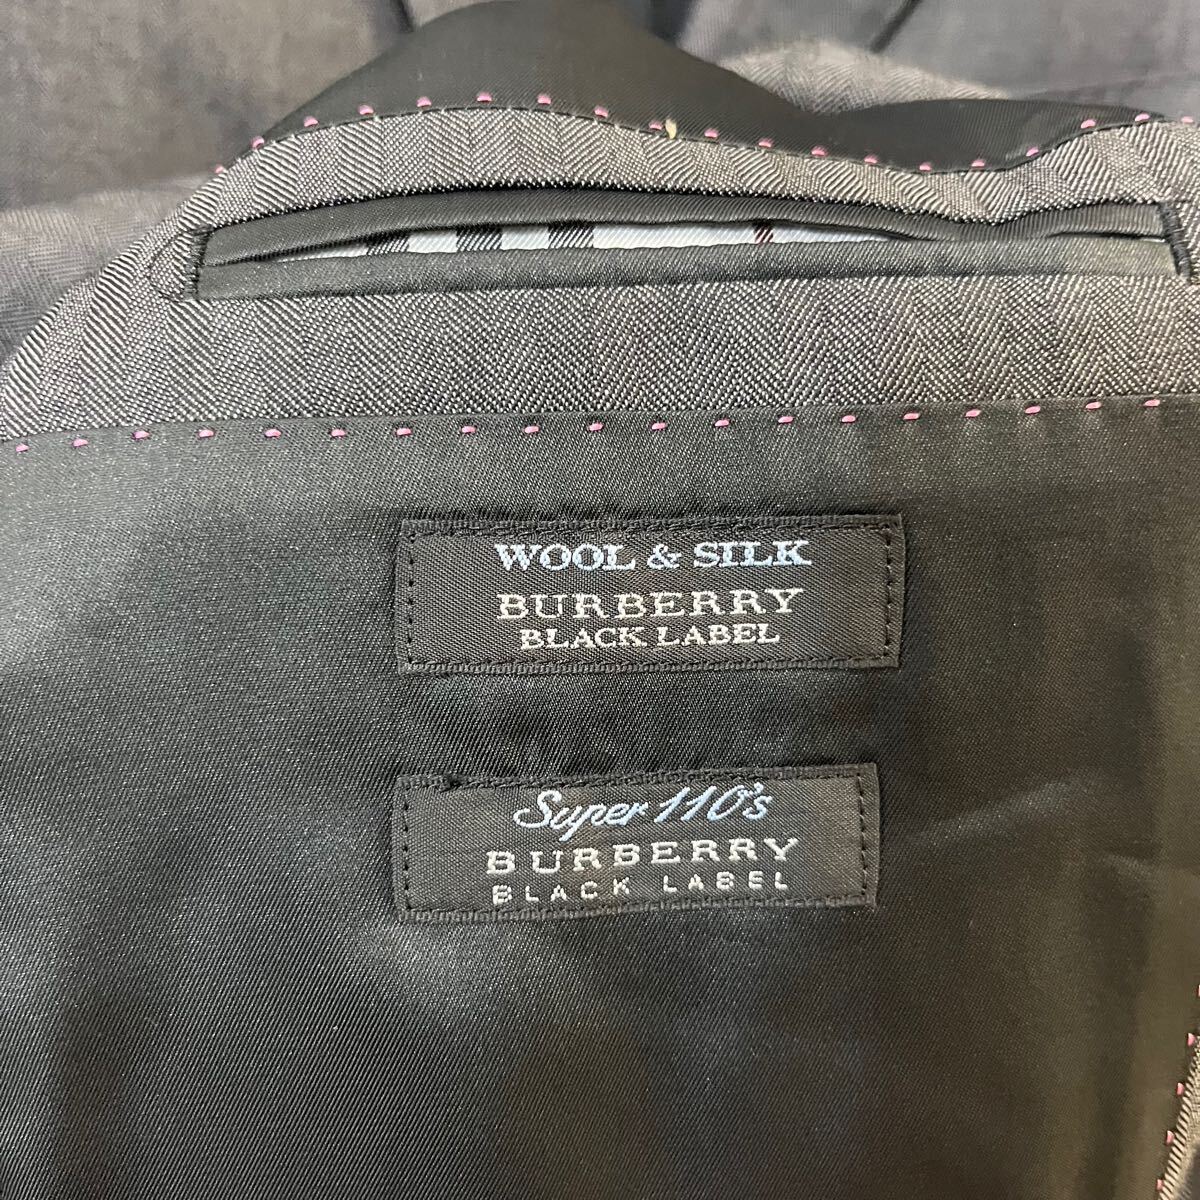 WOOL & SILK
BURBERRY
BLACK LABEL
Super 110's
BURBERRY
BLACK LABEL